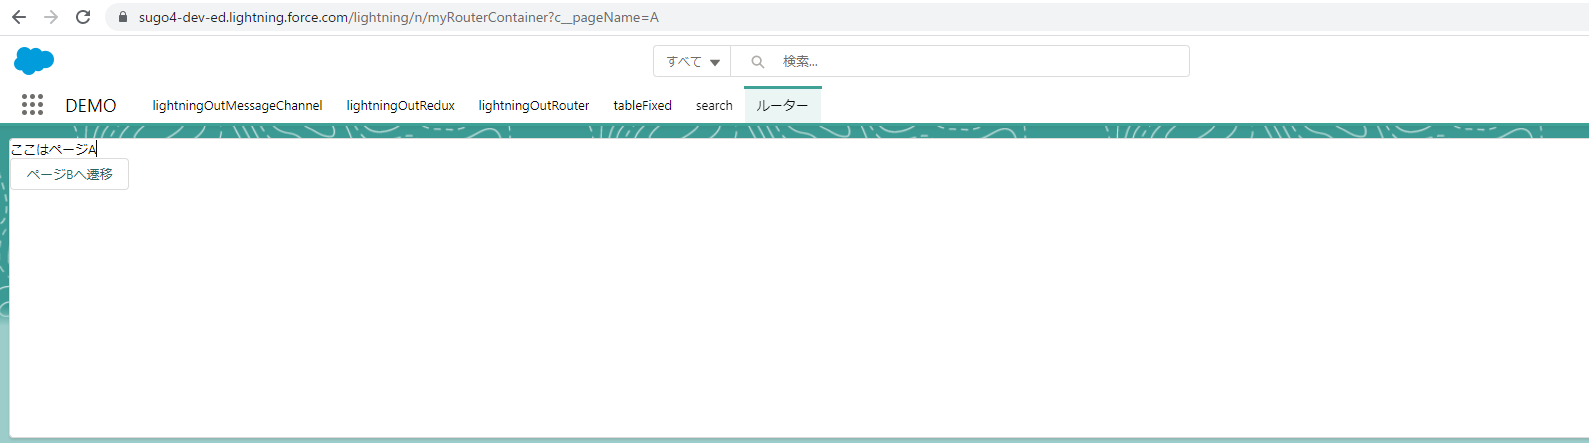 sugo4-dev-ed.lightning.force.com/lightning/n/myRouterContainer?c__pageName=A
すべて 検索...
DEMO lightningOutMessageChannel lightningOutRedux lightningOutRouter tableFixed search ルーター
ここはページA
ページBへ遷移